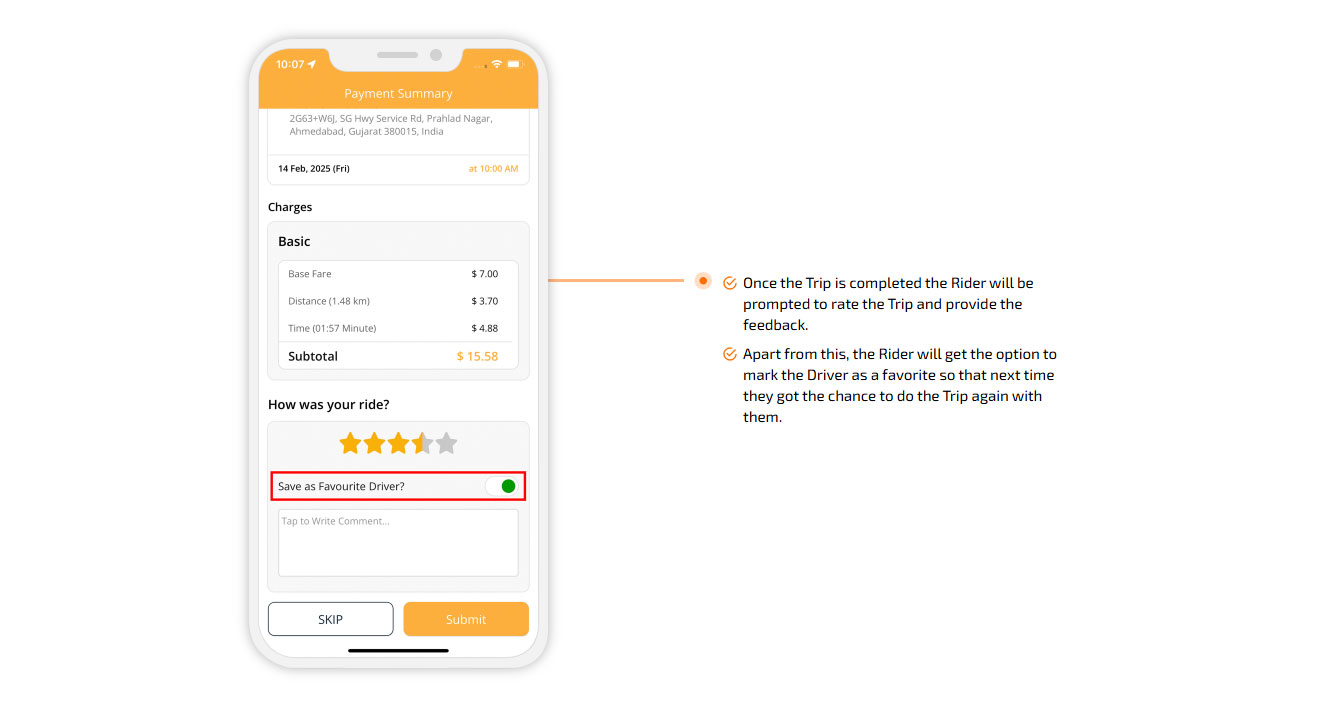 10:07
Payment Summary
2G63+W6J, SG Hwy Service Rd, Prahlad Nagar,
Ahmedabad, Gujarat 380015, India
14 Feb, 2025 (Fri) at 10:00 AM
Charges
Basic
Base Fare $ 7.00
Distance (1.48 km) $ 3.70
Time (01:57 Minute) $ 4.88
Subtotal $ 15.58
How was your ride?
Save as Favourite Driver?
Tap to Write Comment...
SKIP Submit
Once the Trip is completed the Rider will be
prompted to rate the Trip and provide the
feedback.
Apart from this, the Rider will get the option to
mark the Driver as a favorite so that next time
they got the chance to do the Trip again with
them.